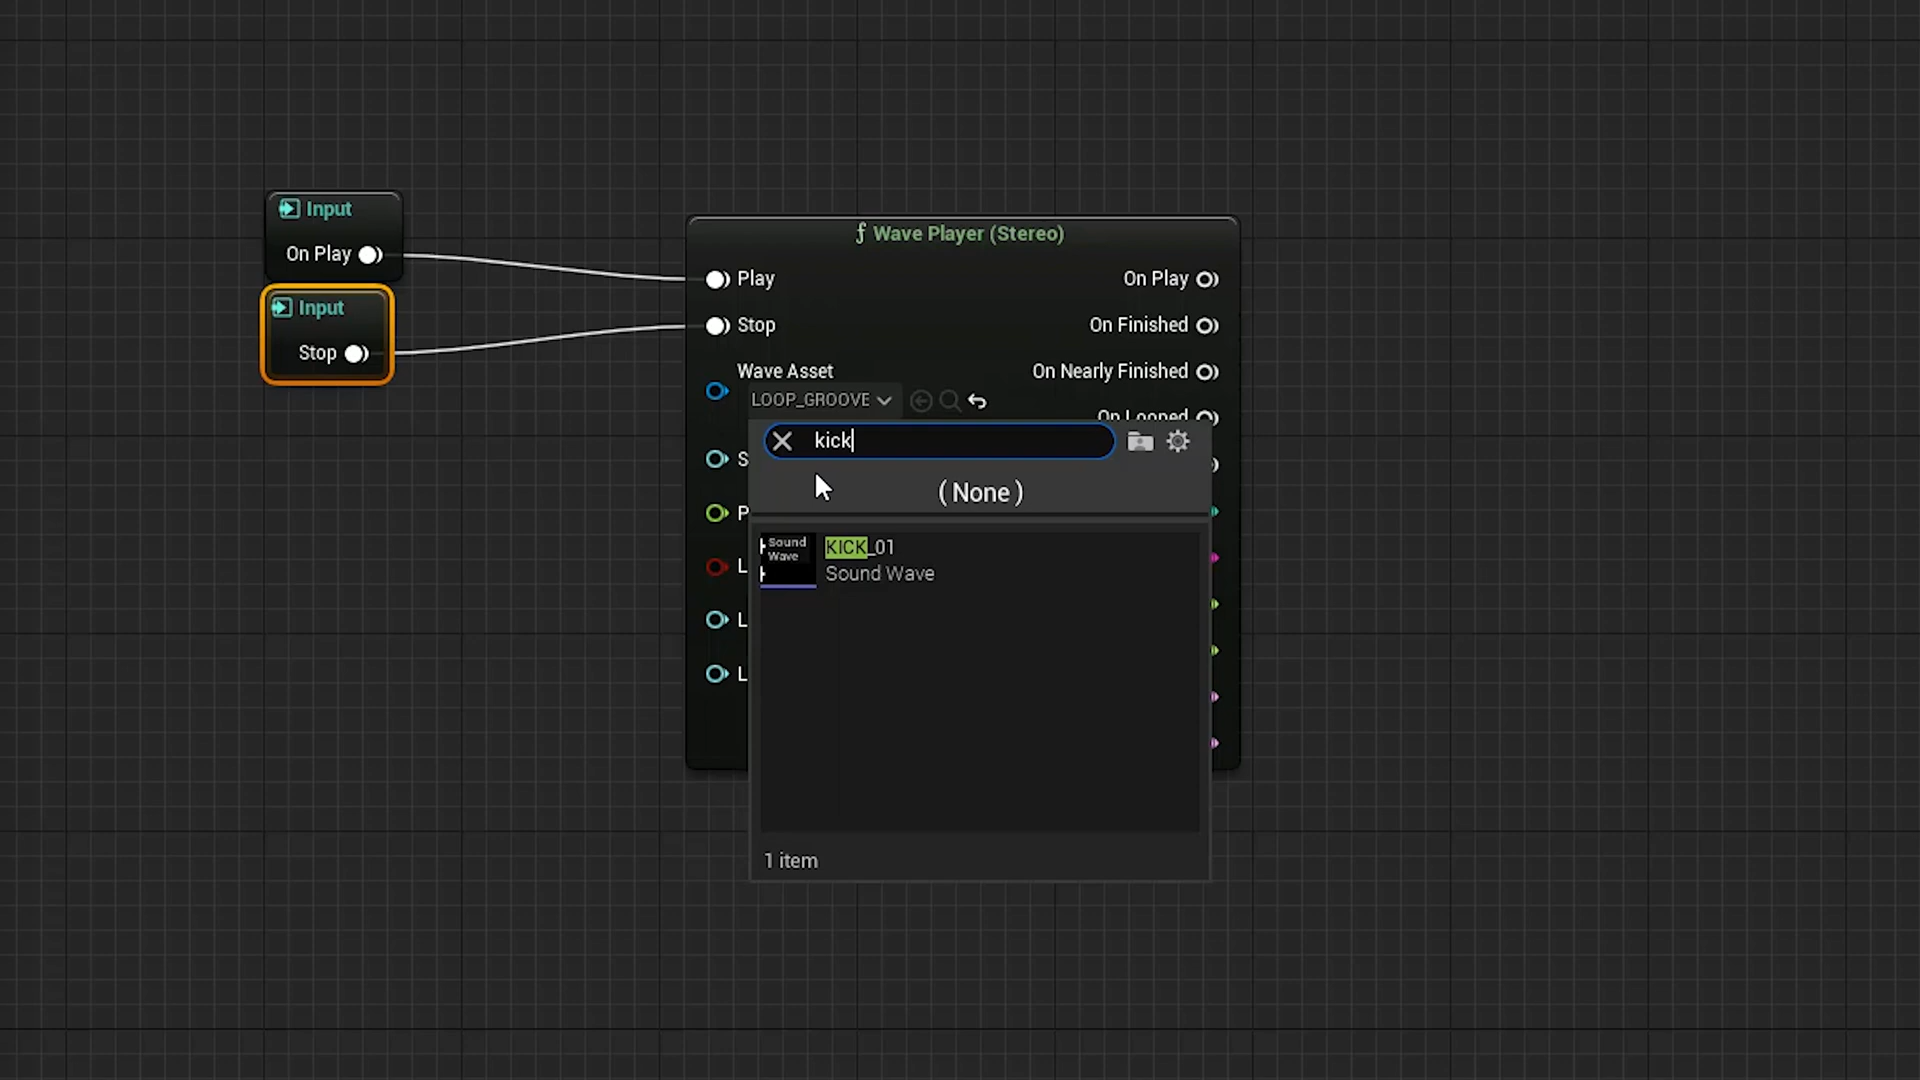 Input
On Play
Input
Stop
Wave Player (Stereo)
Play
On Play
Stop
On Finished
Wave Asset
On Nearly Finished
LOOP_GROOVE
On Looped
kick
S
(None)
P
Sound
Wave
KICK_01
Sound Wave
L
L
L
1 item